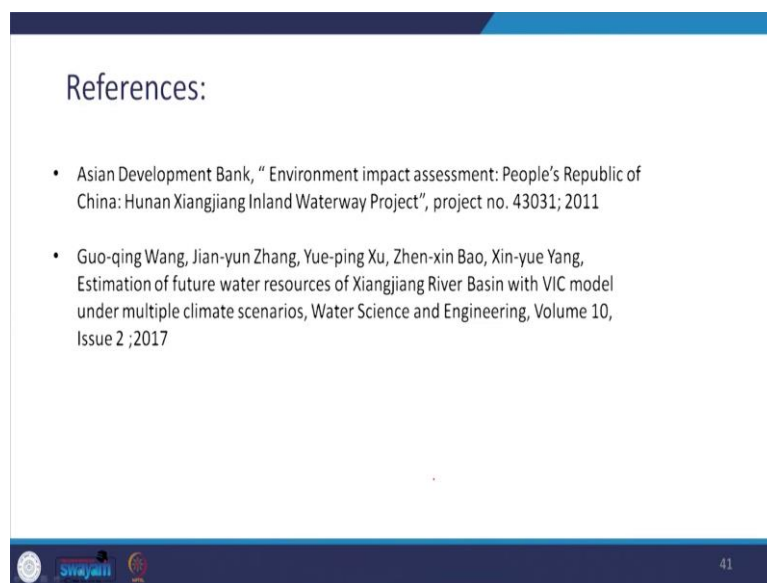 References:
• Asian Development Bank, “ Environment impact assessment: People’s Republic of
China: Hunan Xiangjiang Inland Waterway Project”, project no. 43031; 2011
• Guo-qing Wang, Jian-yun Zhang, Yue-ping Xu, Zhen-xin Bao, Xin-yue Yang,
Estimation of future water resources of Xiangjiang River Basin with VIC model
under multiple climate scenarios, Water Science and Engineering, Volume 10,
Issue 2 ;2017
swayam
41